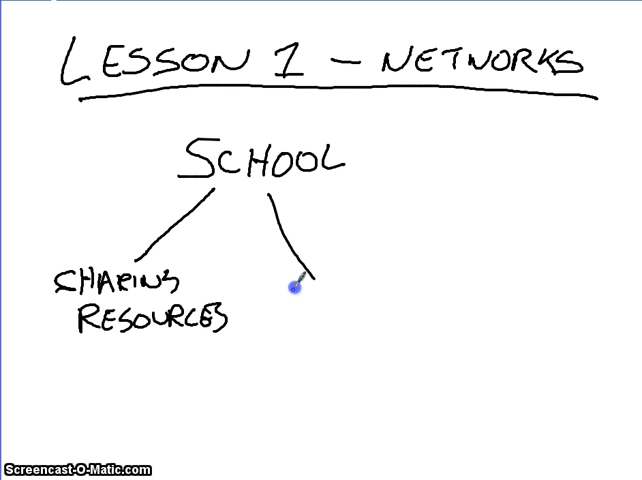 LESSON 1 - NETWORKS
SCHOOL
SHARING
RESOURCES
Screencast-O-Matic.com